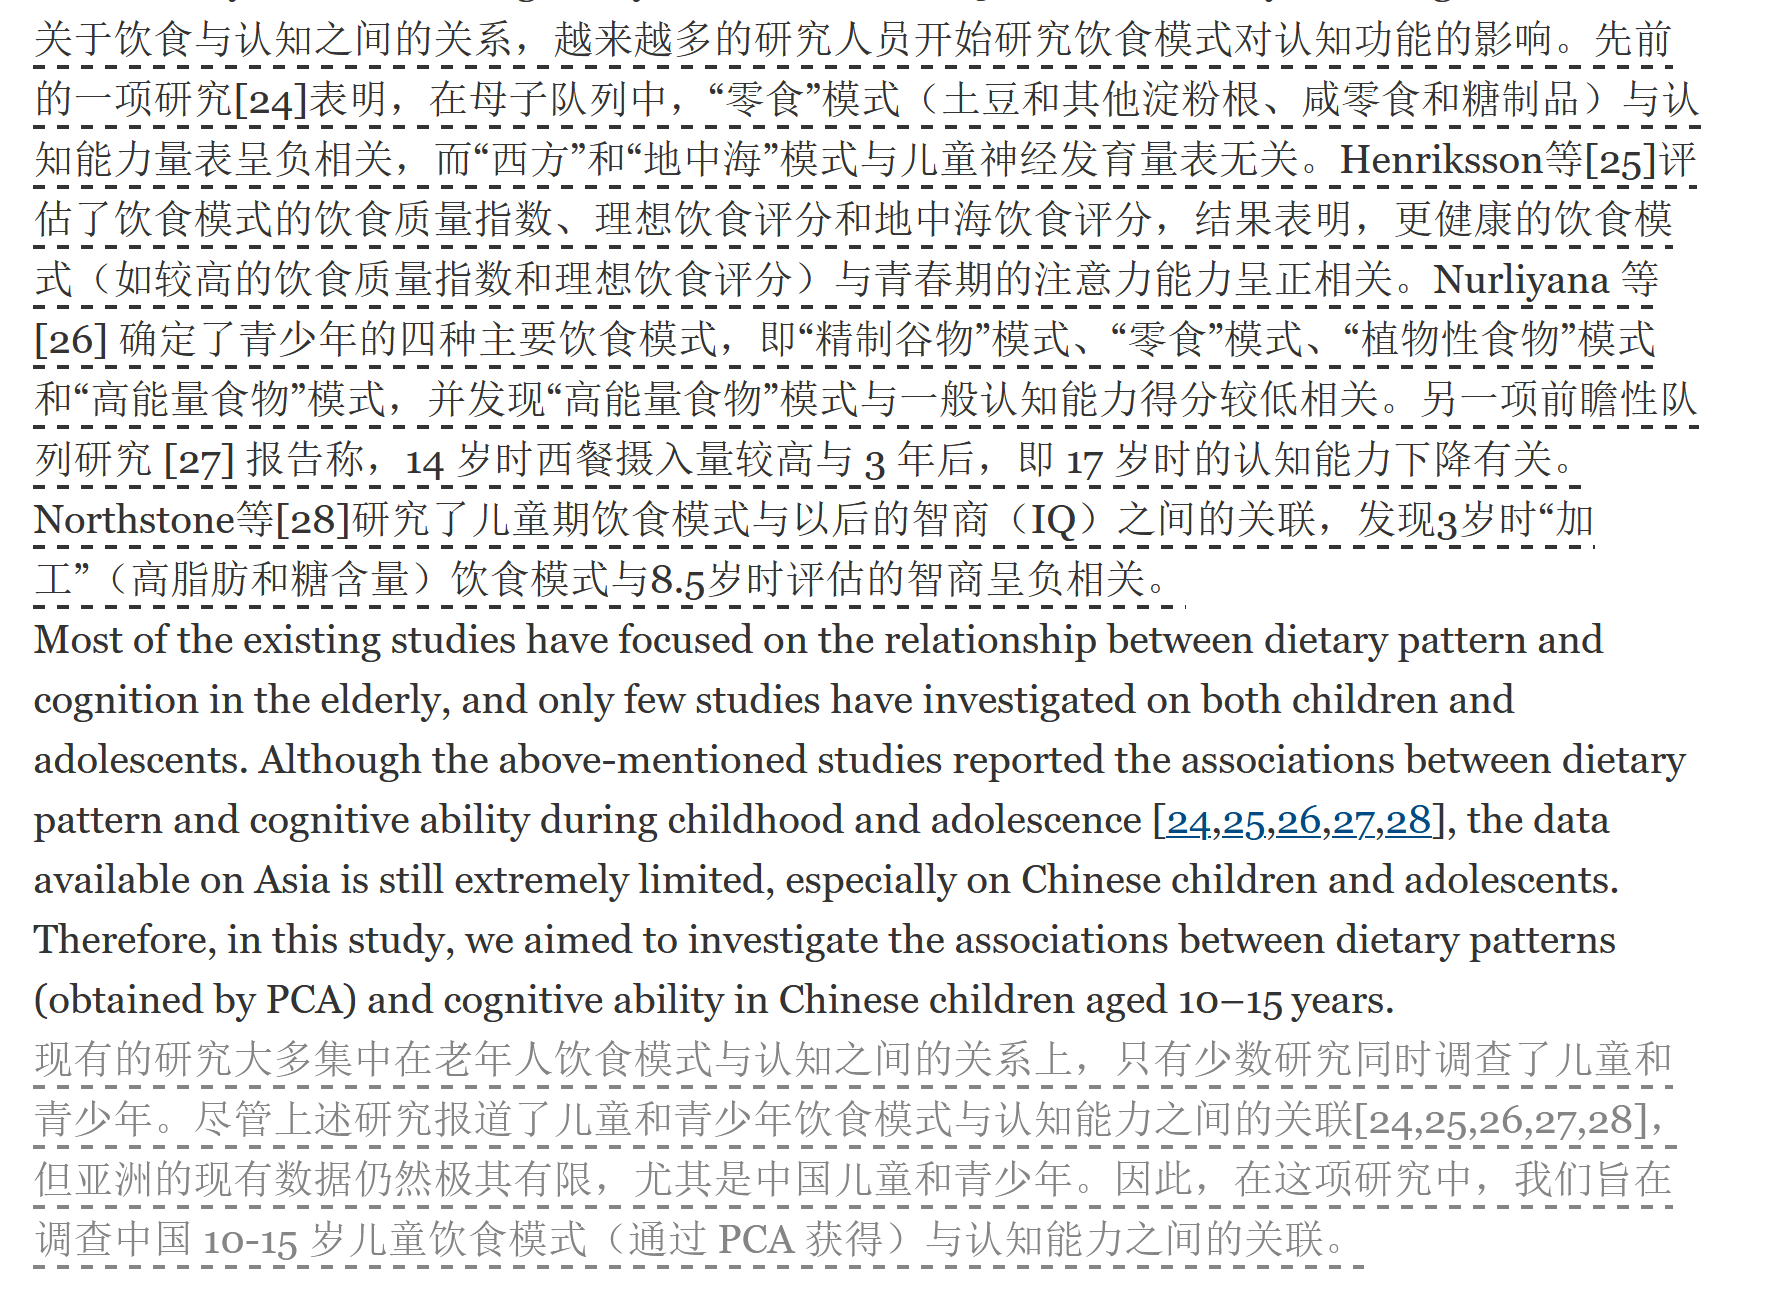 关于饮食与认知之间的关系，越来越多的研究人员开始研究饮食模式对认知功能的影响。先前
的一项研究[24]表明，在母子队列中，“零食”模式（土豆和其他淀粉根、咸零食和糖制品）与认
知能力量表呈负相关，而“西方”和“地中海”模式与儿童神经发育量表无关。Henriksson等[25]评
估了饮食模式的饮食质量指数、理想饮食评分和地中海饮食评分，结果表明，更健康的饮食模
式（如较高的饮食质量指数和理想饮食评分）与青春期的注意力能力呈正相关。Nurliyana 等
[26] 确定了青少年的四种主要饮食模式，即“精制谷物”模式、“零食”模式、“植物性食物”模式
和“高能量食物”模式，并发现“高能量食物”模式与一般认知能力得分较低相关。另一项前瞻性队
列研究 [27] 报告称，14 岁时西餐摄入量较高与 3 年后，即 17 岁时的认知能力下降有关。
Northstone等[28]研究了儿童期饮食模式与以后的智商（IQ）之间的关联，发现3岁时“加
工”（高脂肪和糖含量）饮食模式与8.5岁时评估的智商呈负相关。
Most of the existing studies have focused on the relationship between dietary pattern and
cognition in the elderly, and only few studies have investigated on both children and
adolescents. Although the above-mentioned studies reported the associations between dietary
pattern and cognitive ability during childhood and adolescence [24,25,26,27,28], the data
available on Asia is still extremely limited, especially on Chinese children and adolescents.
Therefore, in this study, we aimed to investigate the associations between dietary patterns
(obtained by PCA) and cognitive ability in Chinese children aged 10–15 years.
现有的研究大多集中在老年人饮食模式与认知之间的关系上，只有少数研究同时调查了儿童和
青少年。尽管上述研究报道了儿童和青少年饮食模式与认知能力之间的关联[24,25,26,27,28]，
但亚洲的现有数据仍然极其有限，尤其是中国儿童和青少年。因此，在这项研究中，我们旨在
调查中国 10-15 岁儿童饮食模式（通过 PCA 获得）与认知能力之间的关联。